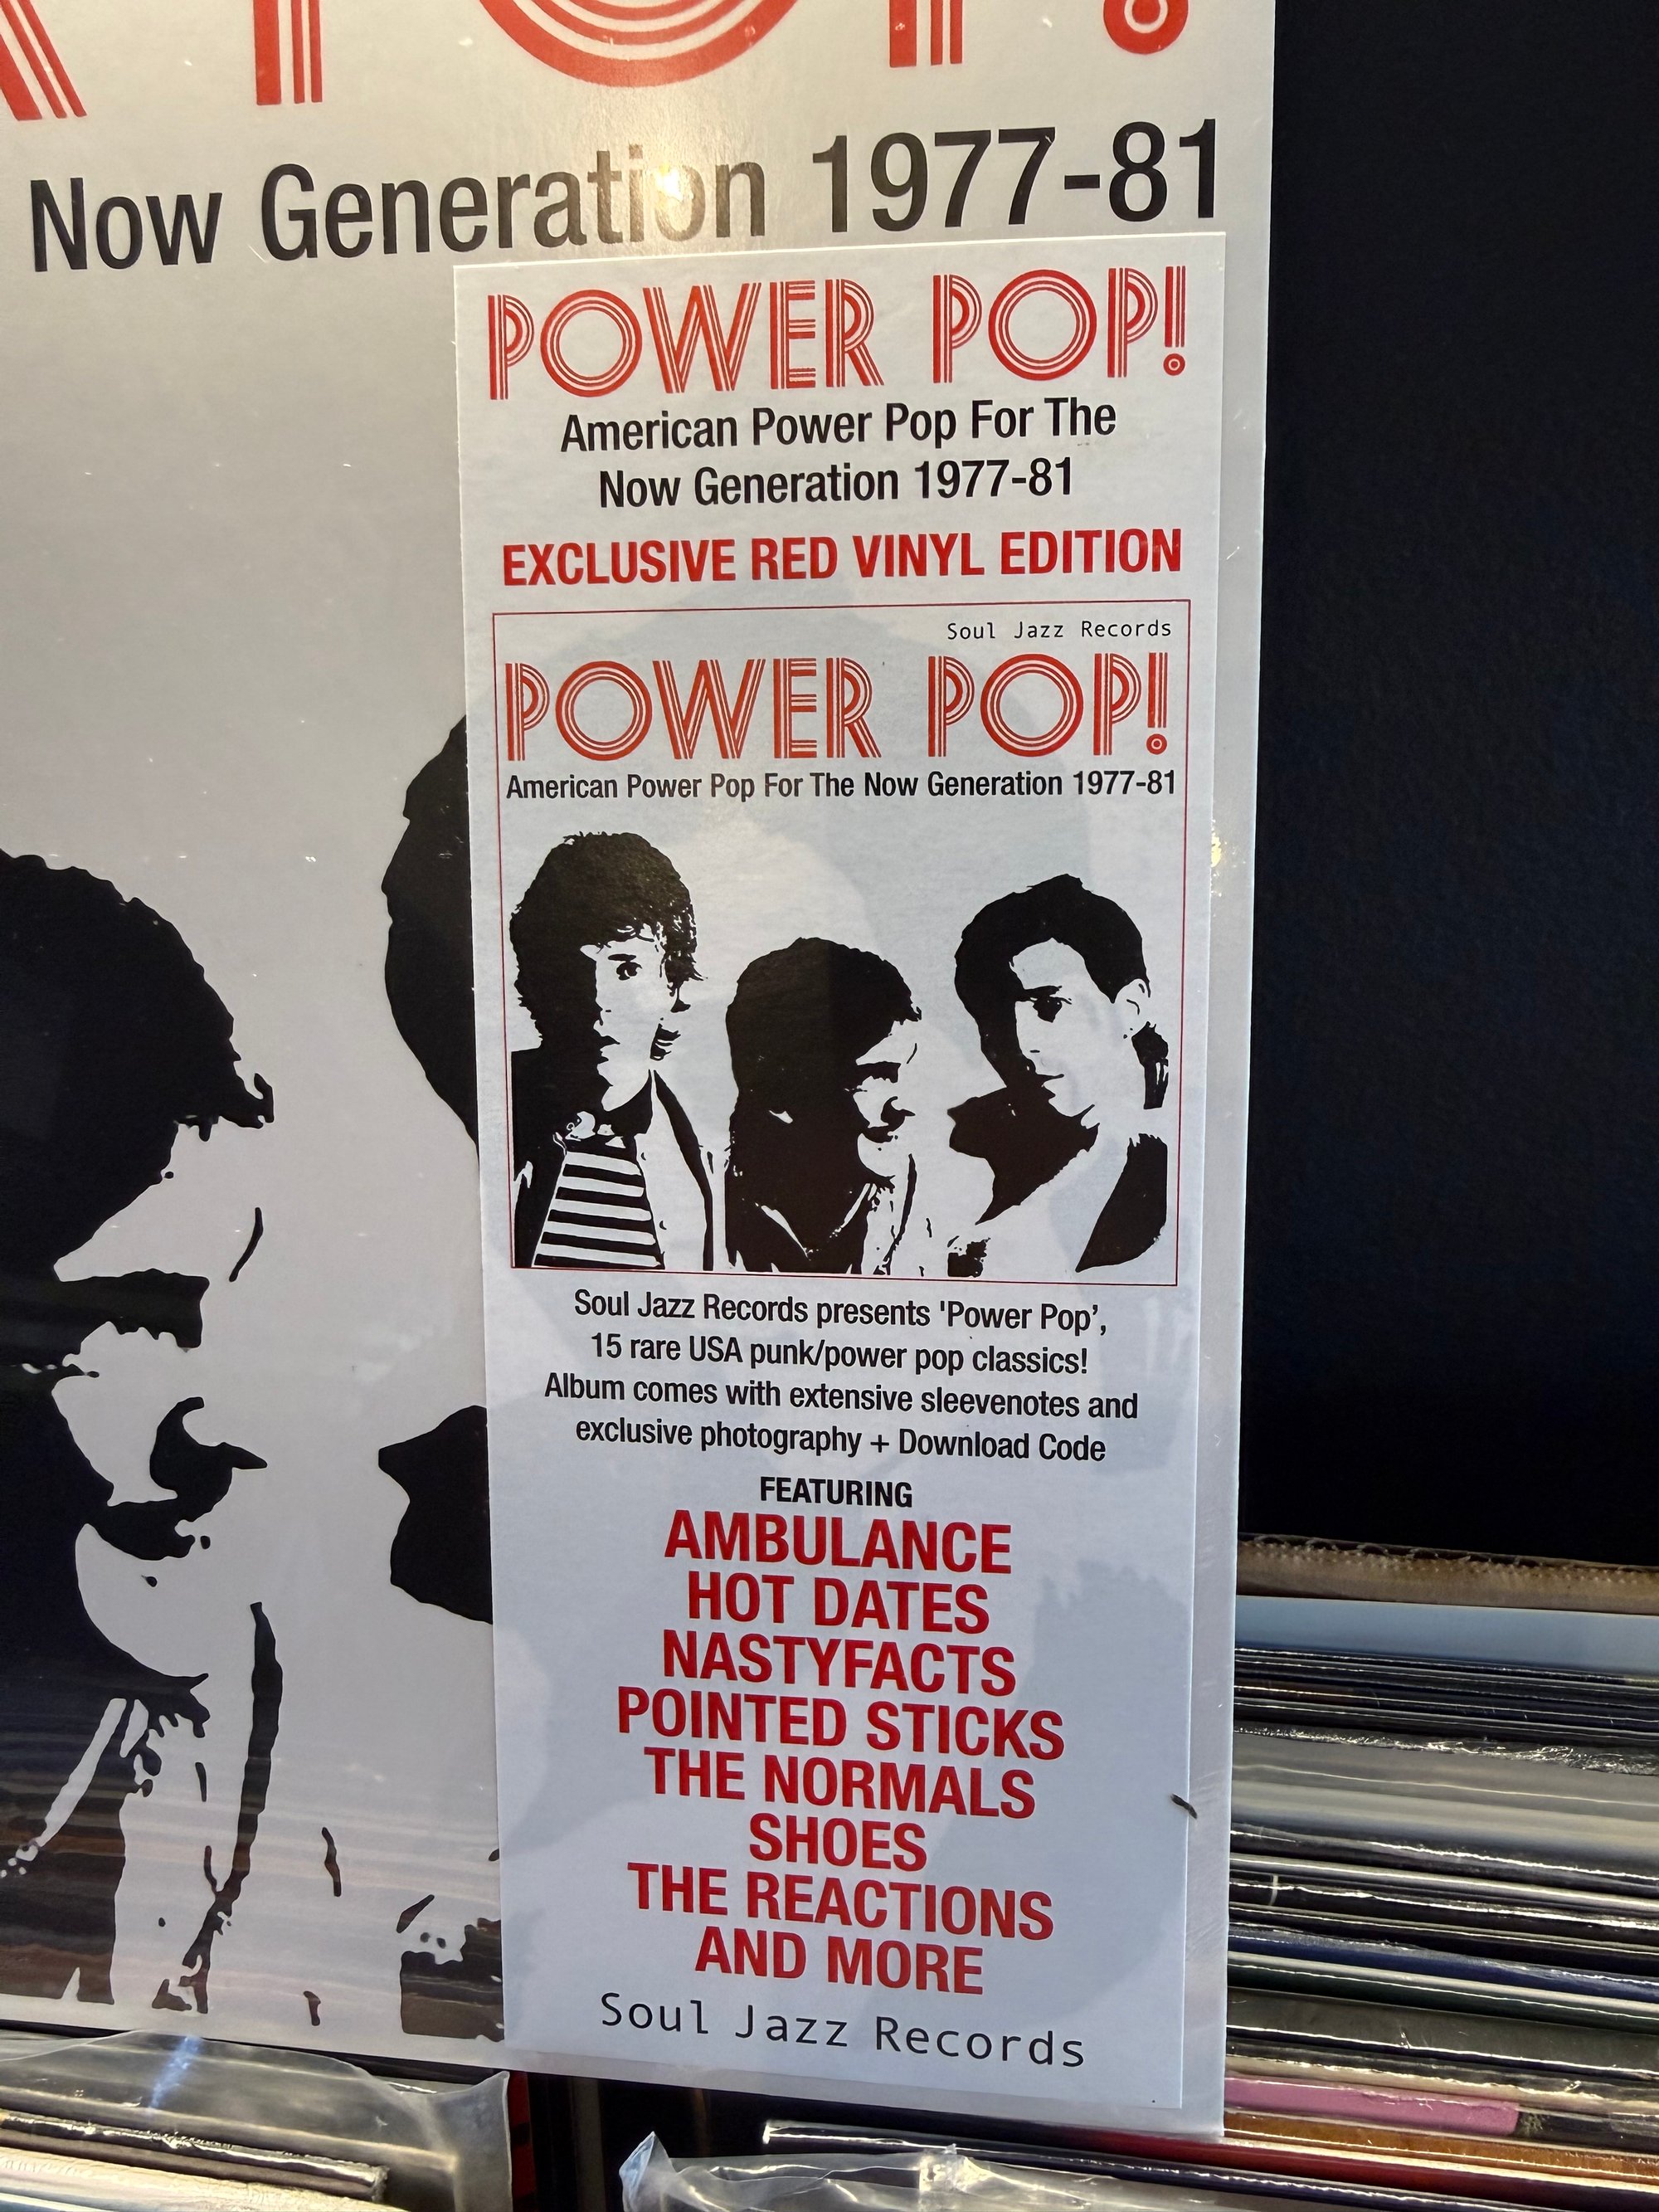 POP!
Now Generation 1977-81
POWER POP!
American Power Pop For The
Now Generation 1977-81
EXCLUSIVE RED VINYL EDITION
Soul Jazz Records
POWER POP!
American Power Pop For The Now Generation 1977-81
Soul Jazz Records presents 'Power Pop’,
15 rare USA punk/power pop classics!
Album comes with extensive sleevenotes and
exclusive photography + Download Code
FEATURING
AMBULANCE
HOT DATES
NASTYFACTS
POINTED STICKS
THE NORMALS
SHOES
THE REACTIONS
AND MORE
Soul Jazz Records